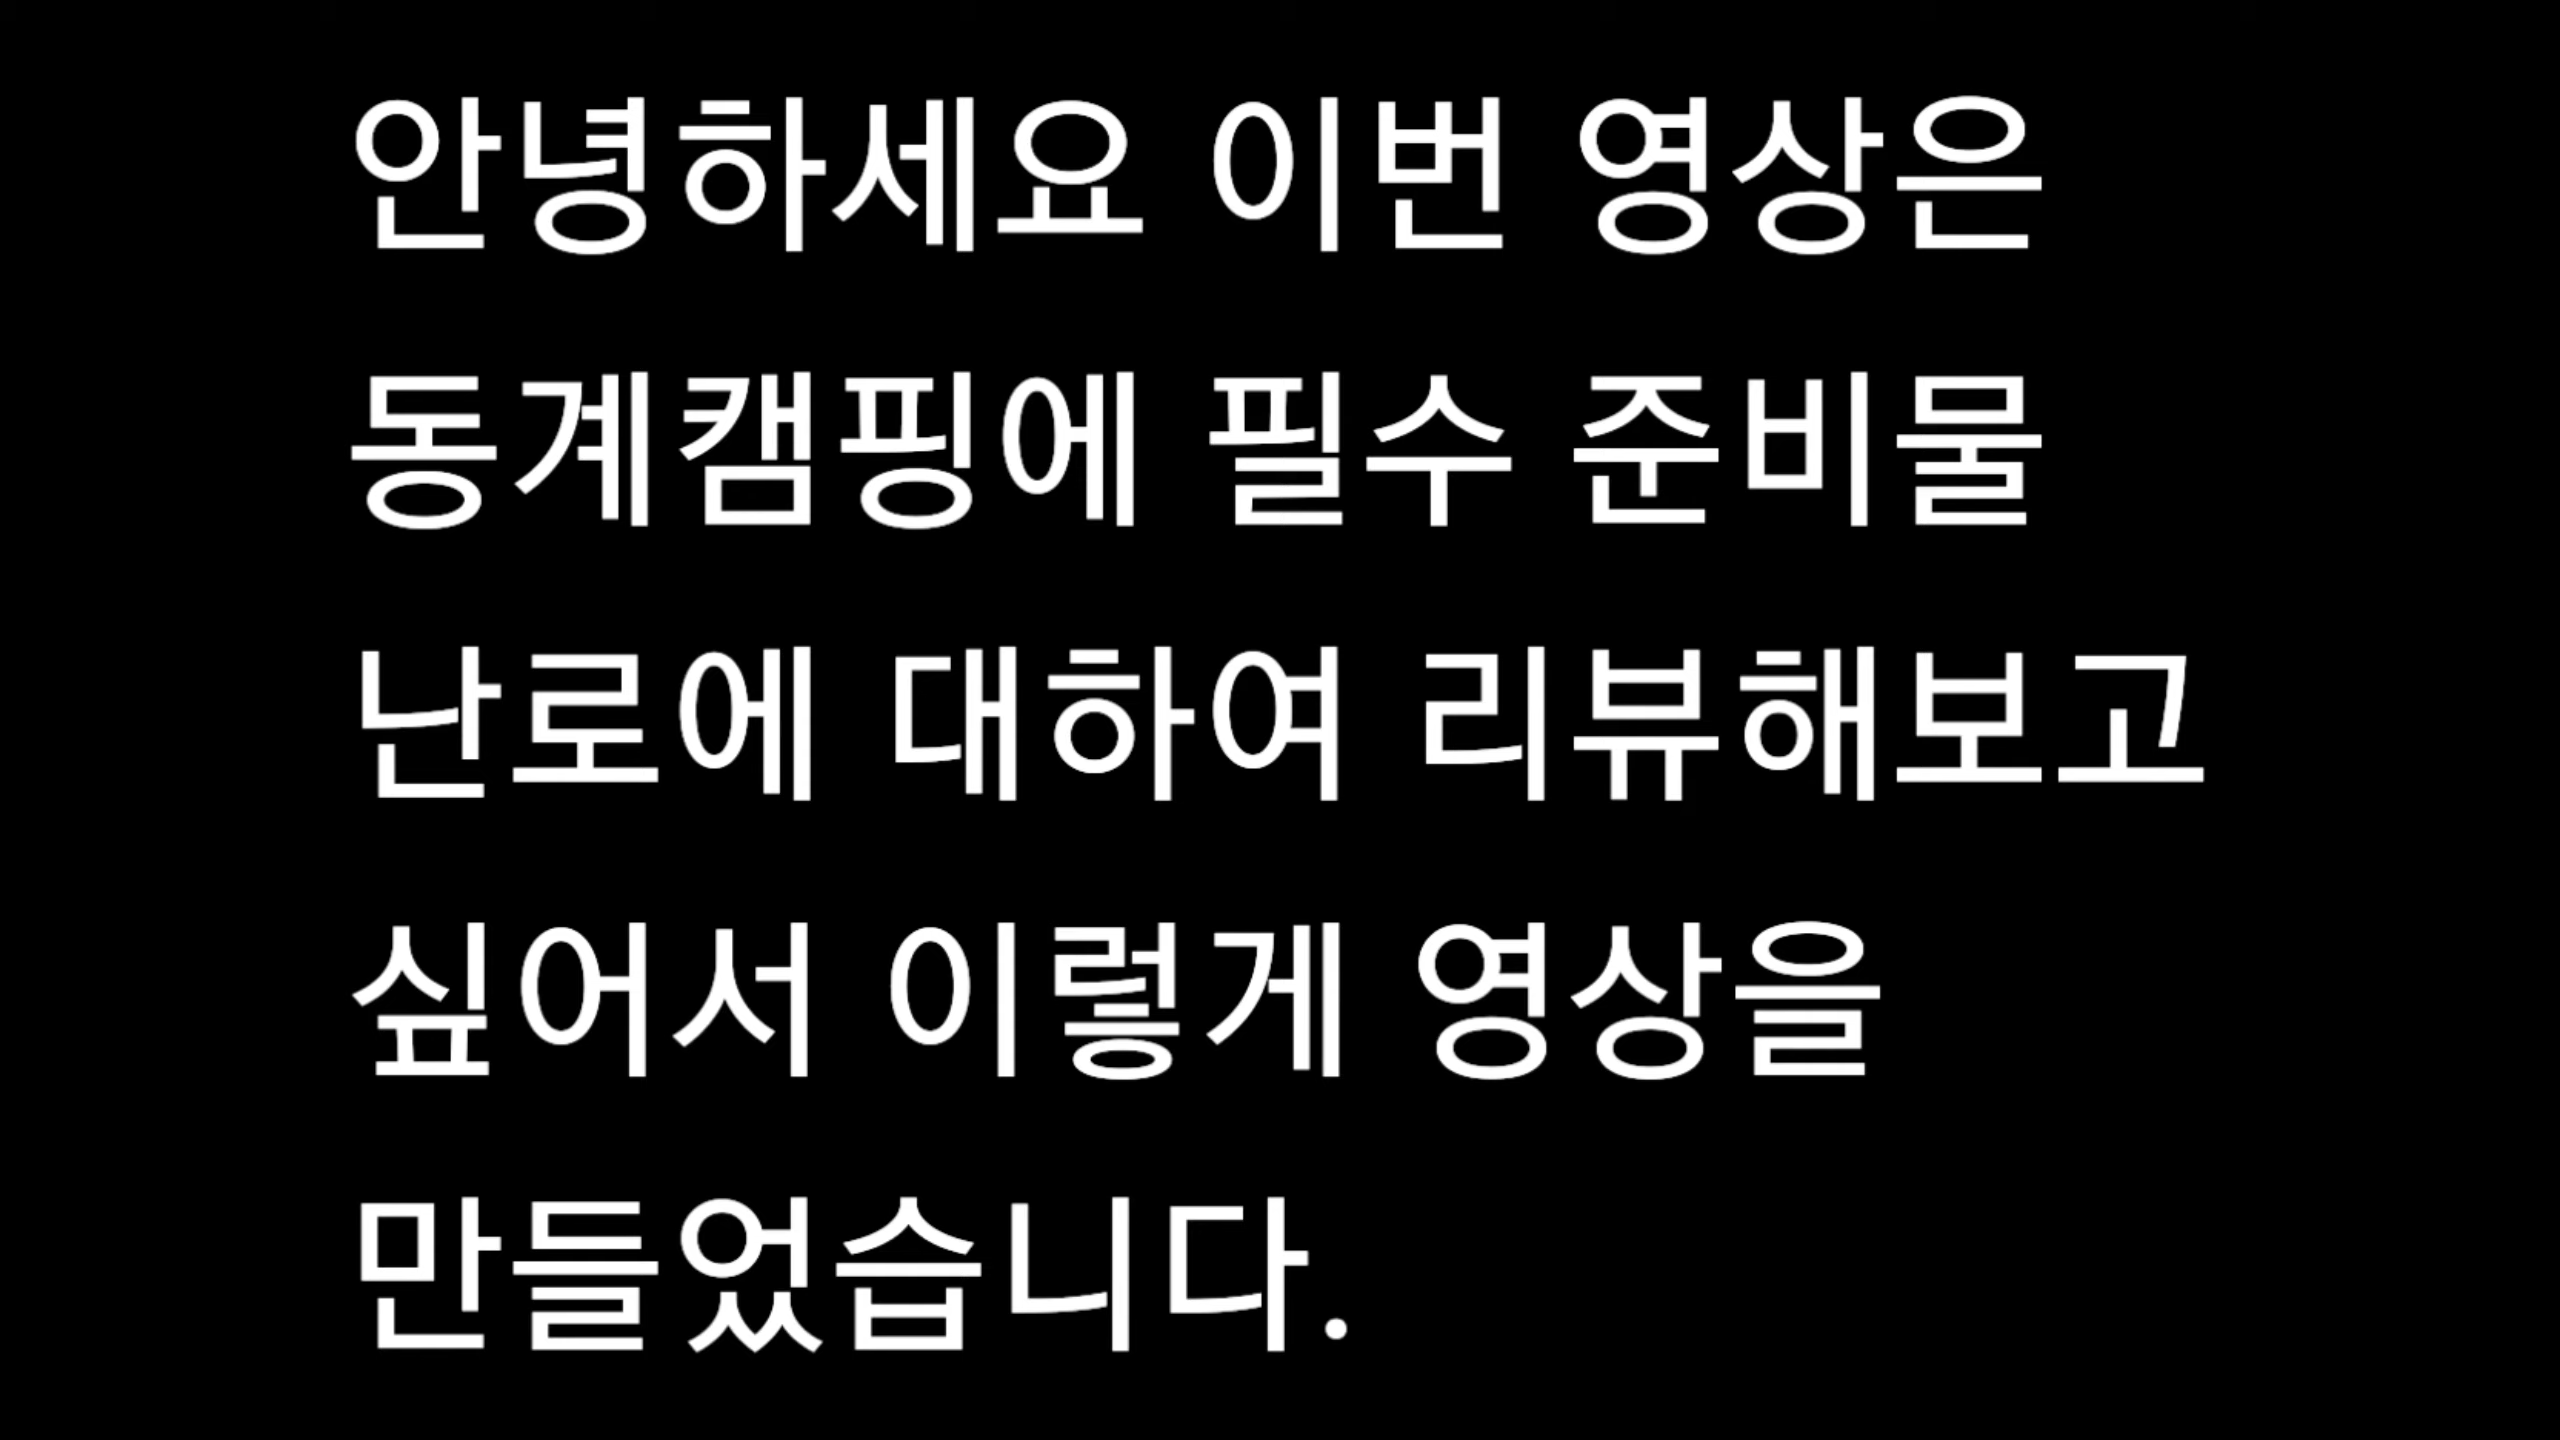 안녕하세요 이번 영상은
동계캠핑에 필수 준비물
난로에 대하여 리뷰해보고
싶어서 이렇게 영상을
만들었습니다.